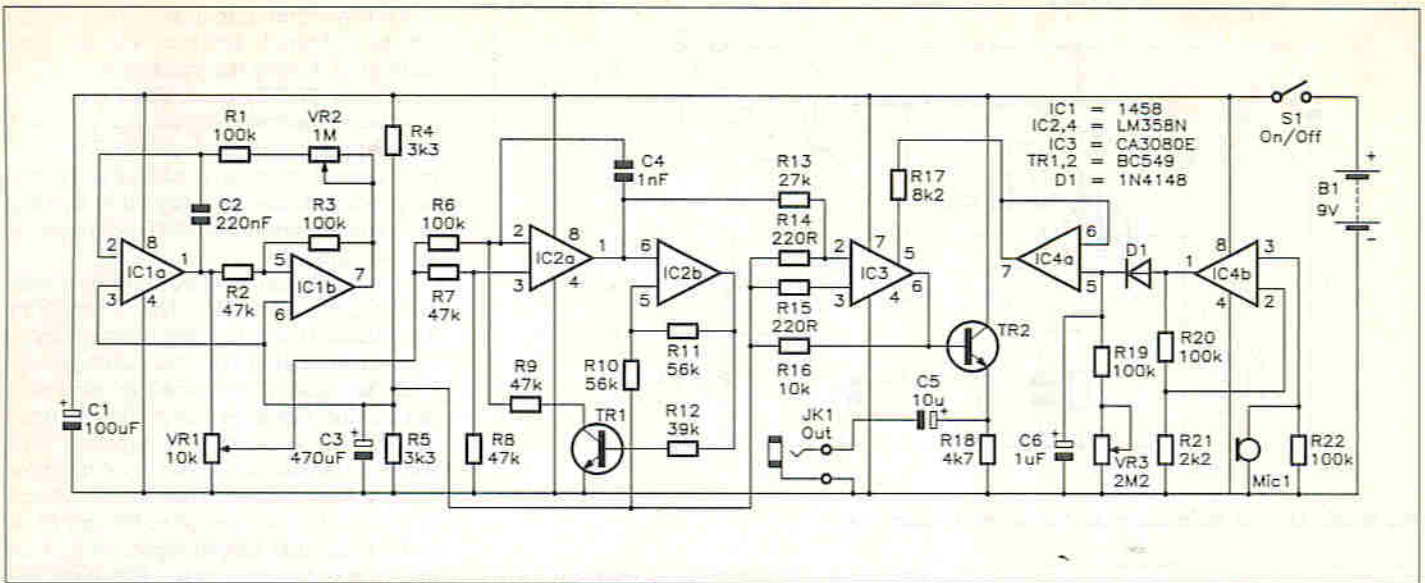 IC1 = 1458
IC2,4 = LM358N
IC3 = CA3080E
TR1,2 = BC549
D1 = 1N4148
S1
On/Off
+
B1
9V
-
R1
100k
VR2
1M
R4
3k3
C2
220nF
R3
100k
2
3
8
4
1
IC1a
R2
47k
5
6
7
IC1b
+
C1
100uF
VR1
10k
+
C3
470uF
R5
3k3
R6
100k
R7
47k
2
3
8
4
1
IC2a
C4
1nF
6
5
IC2b
R9
47k
R8
47k
TR1
R10
56k
R11
56k
R12
39k
R13
27k
R14
220R
R15
220R
R16
10k
2
3
7
5
4
6
IC3
R17
8k2
JK1
Out
C5
10u
+
TR2
R18
4k7
7
6
5
IC4a
D1
+
C6
1uF
R19
100k
VR3
2M2
R20
100k
R21
2k2
1
8
4
3
2
IC4b
Mic1
R22
100k